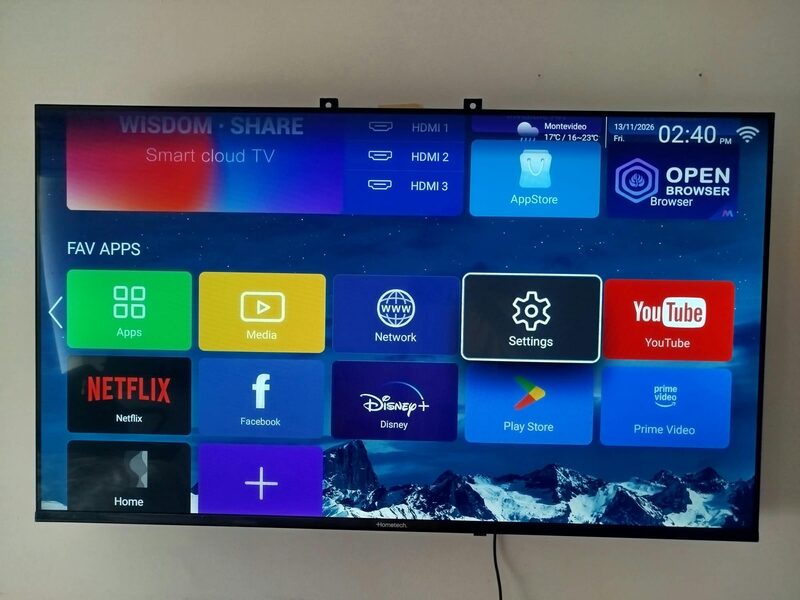 WISDOM · SHARE
Smart cloud TV
HDMI 1
HDMI 2
HDMI 3
Montevideo
17℃ / 16~23℃
13/11/2026
Fri.
02:40 PM
AppStore
OPEN
BROWSER
Browser
FAV APPS
Apps
Media
WWW
Network
Settings
YouTube
YouTube
NETFLIX
Netflix
Facebook
Disney+
Disney
Play Store
prime
video
Prime Video
Home
Hometech